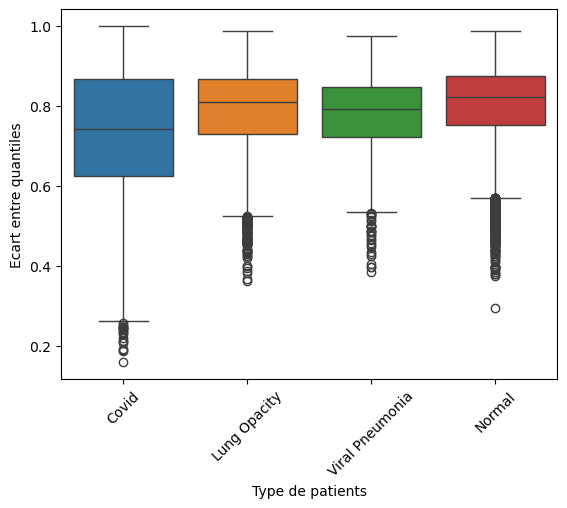 1.0
0.8
0.6
0.4
0.2
Ecart entre quantiles
Covid
Lung Opacity
Viral Pneumonia
Normal
Type de patients